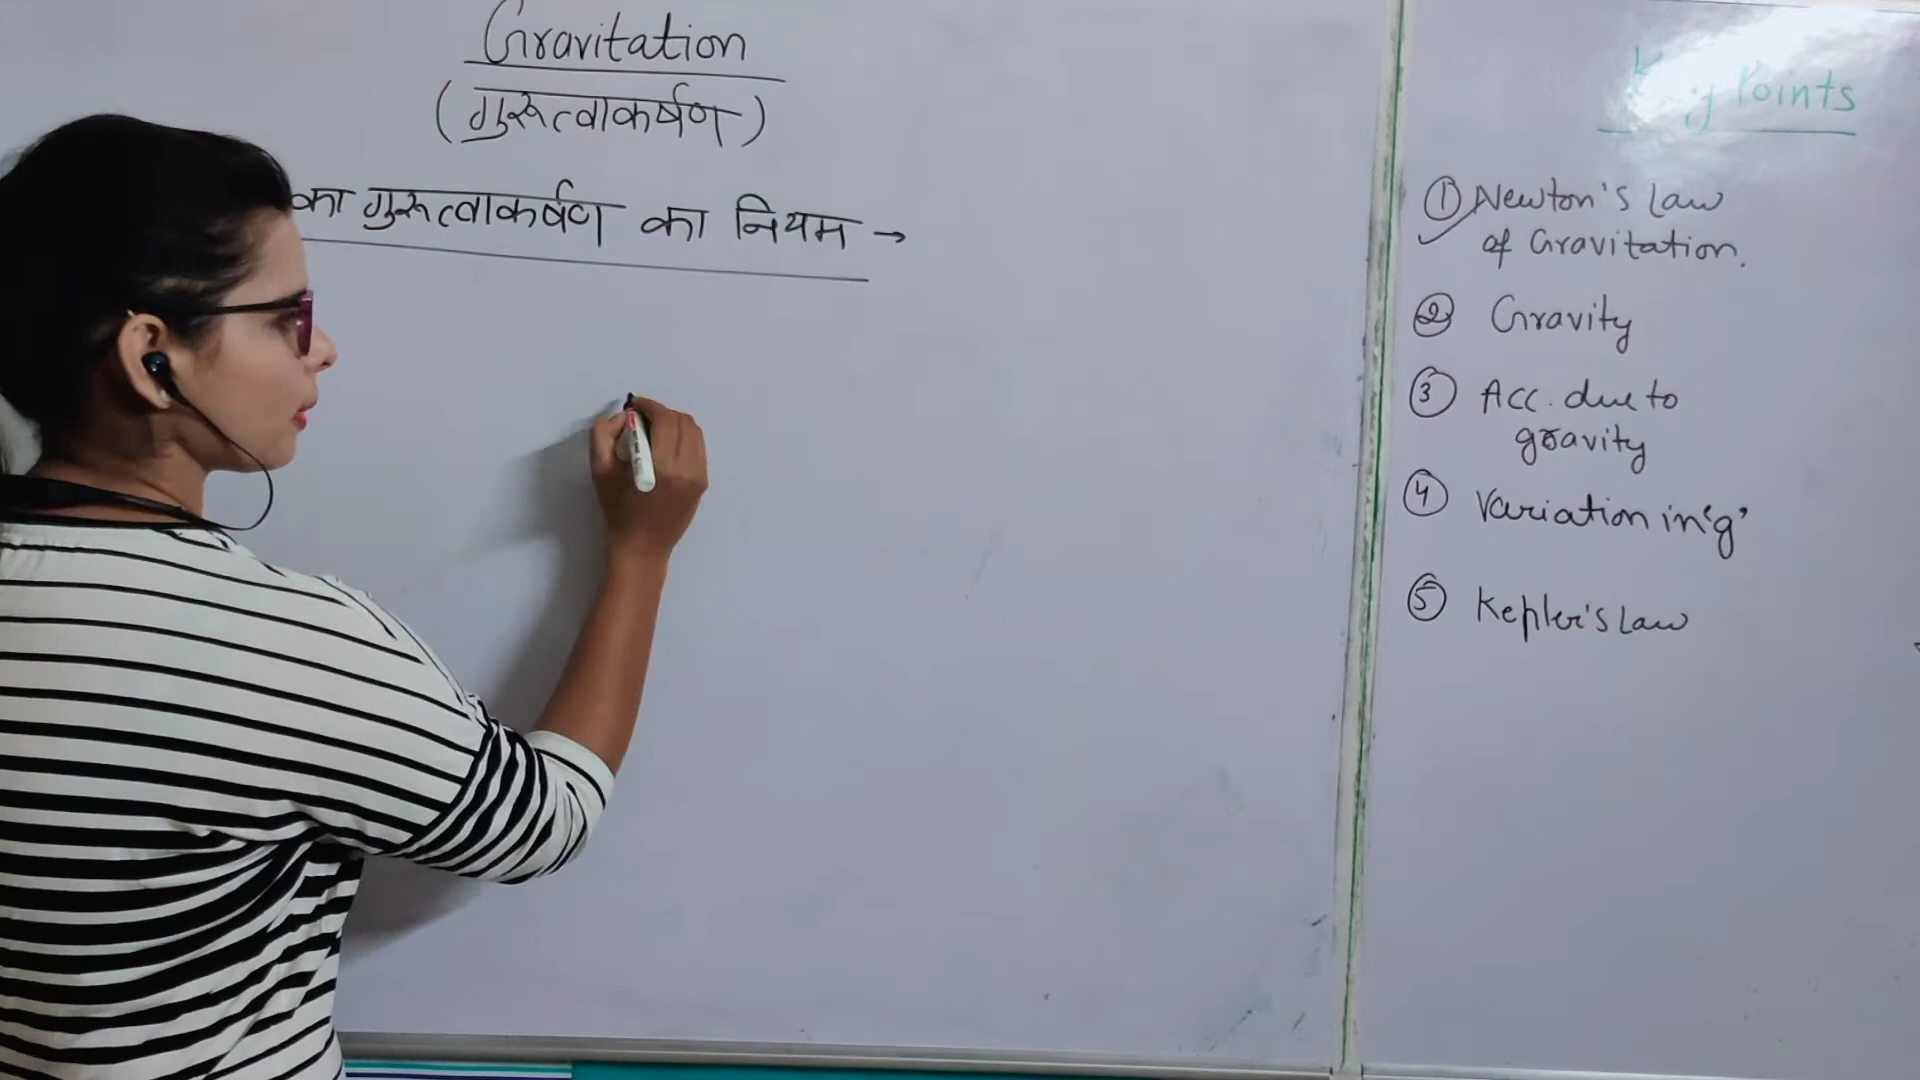 Gravitation
(गुरूत्वाकर्षण)
का गुरूत्वाकर्षण का नियम →
Key Points
① Newton's Law
of Gravitation.
② Gravity
③ Acc. due to
gravity
④ Variation in 'g'
⑤ Kepler's Law